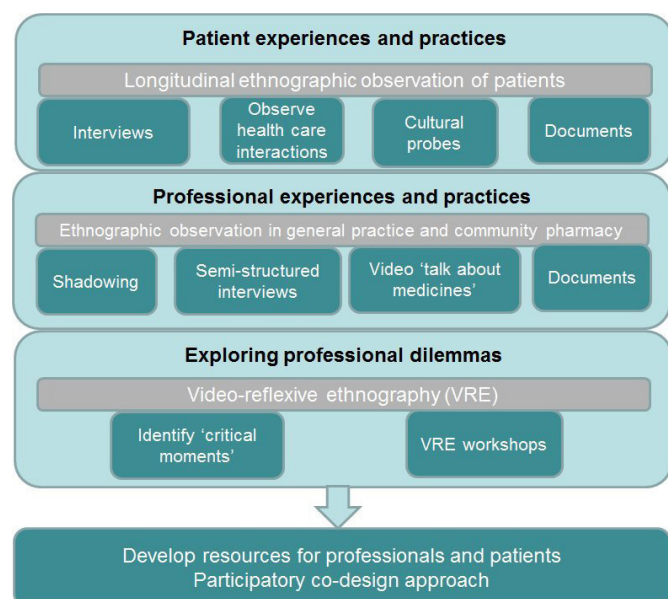 Patient experiences and practices
Longitudinal ethnographic observation of patients
Interviews
Observe
health care
interactions
Cultural
probes
Documents
Professional experiences and practices
Ethnographic observation in general practice and community pharmacy
Shadowing
Semi-structured
interviews
Video ‘talk about
medicines’
Documents
Exploring professional dilemmas
Video-reflexive ethnography (VRE)
Identify ‘critical
moments’
VRE workshops
Develop resources for professionals and patients
Participatory co-design approach